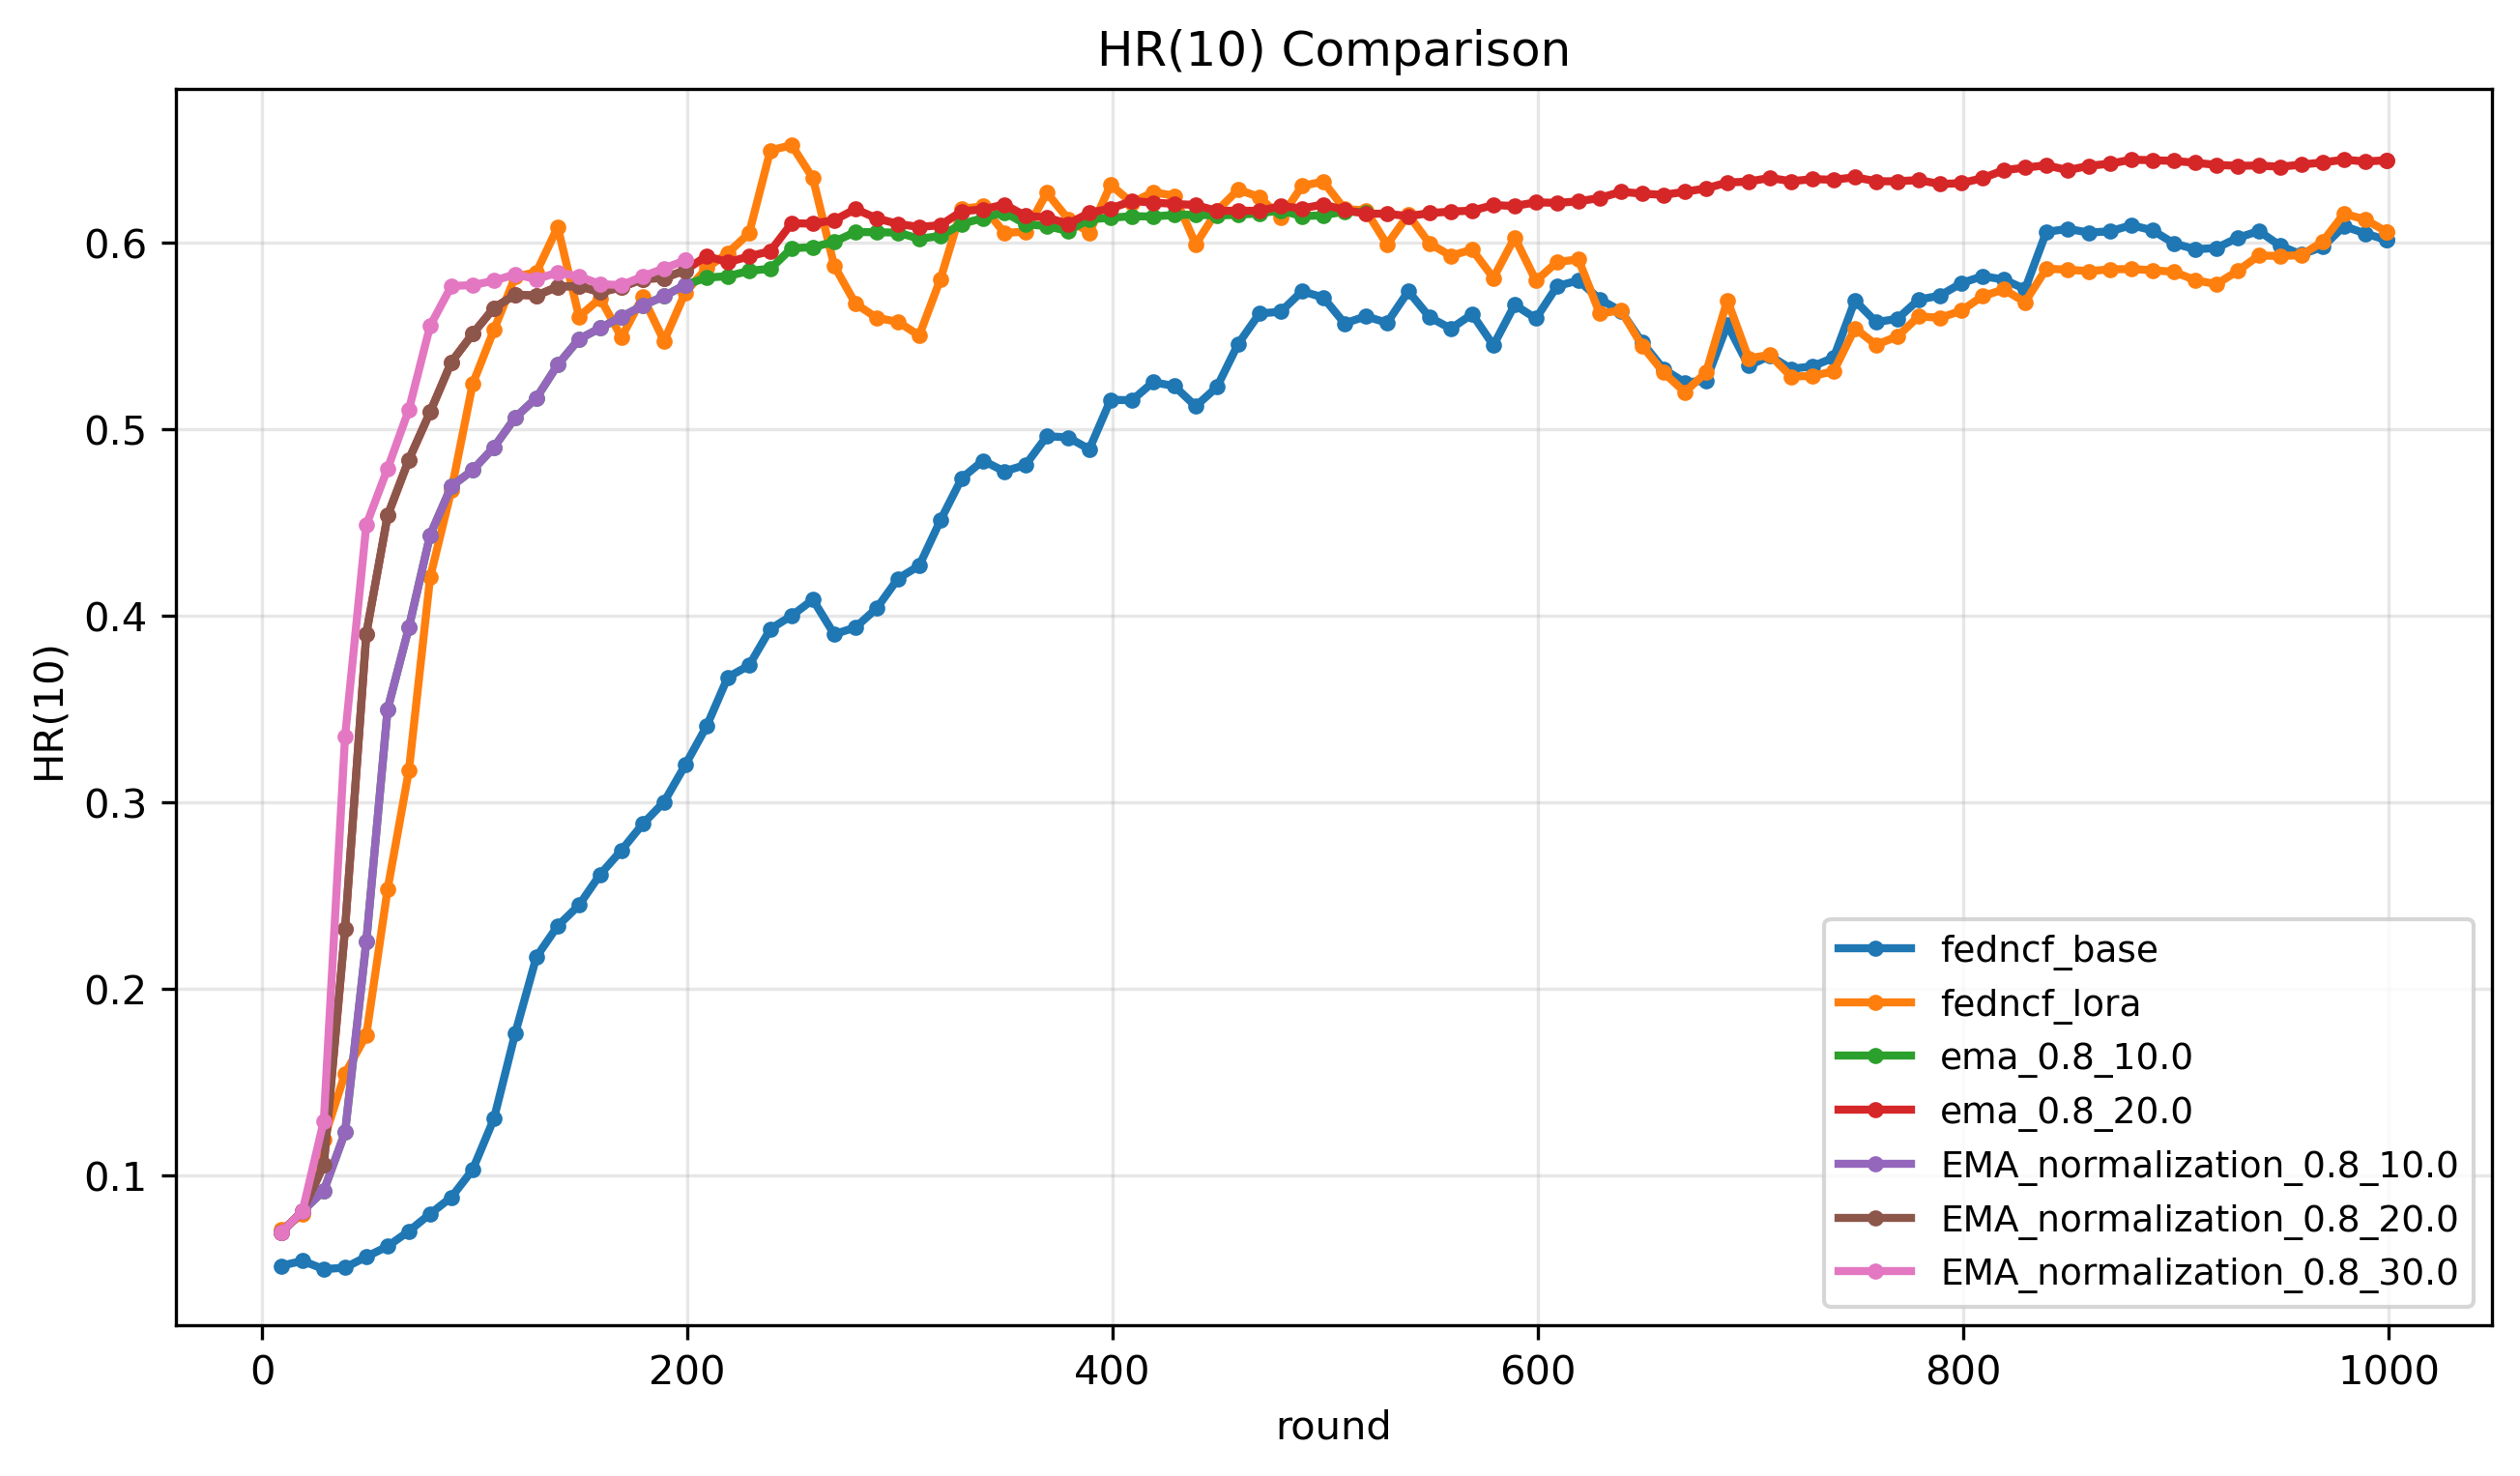 HR(10) Comparison
HR(10)
0.6
0.5
0.4
0.3
0.2
0.1
0
200
400
600
800
1000
round
fedncf_base
fedncf_lora
ema_0.8_10.0
ema_0.8_20.0
EMA_normalization_0.8_10.0
EMA_normalization_0.8_20.0
EMA_normalization_0.8_30.0